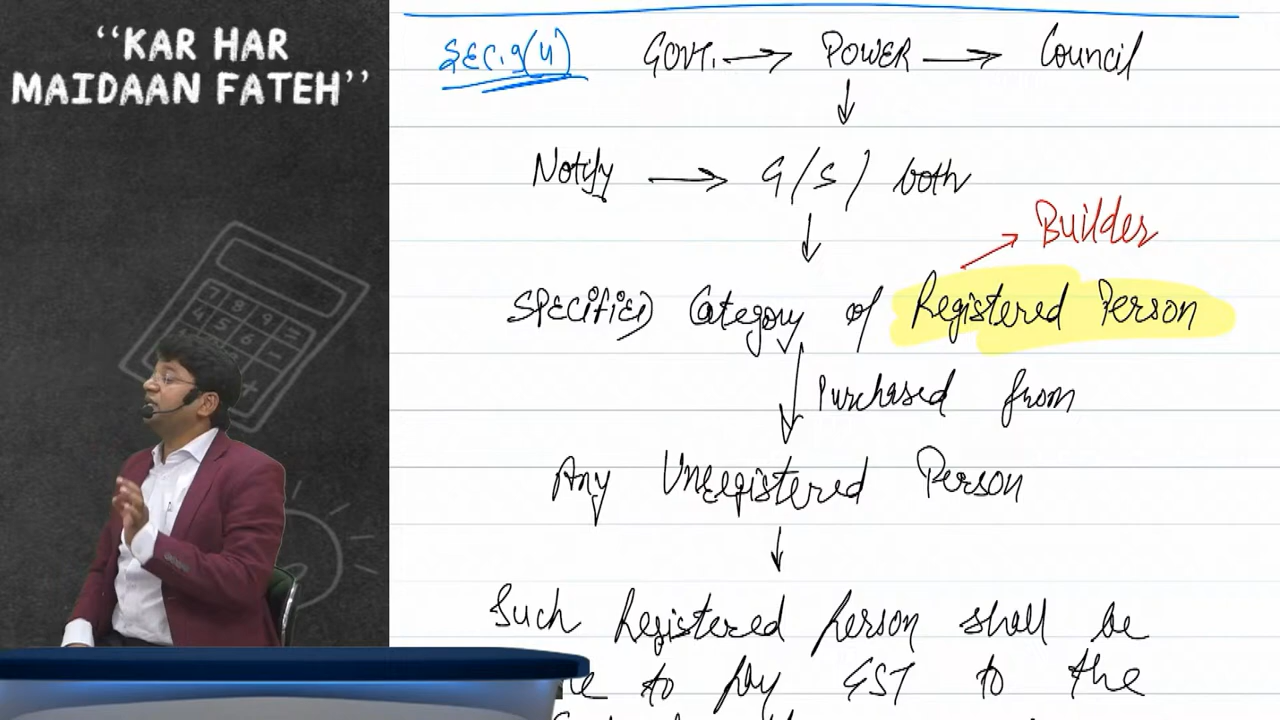 “KAR HAR
MAIDAAN FATEH”
SEC.9(4) GOVT. → POWER → Council
Notify → G/S/ both
Builder
Specified Category of Registered Person
Purchased from
Any Unregistered Person
Such Registered person shall be
to pay GST to the